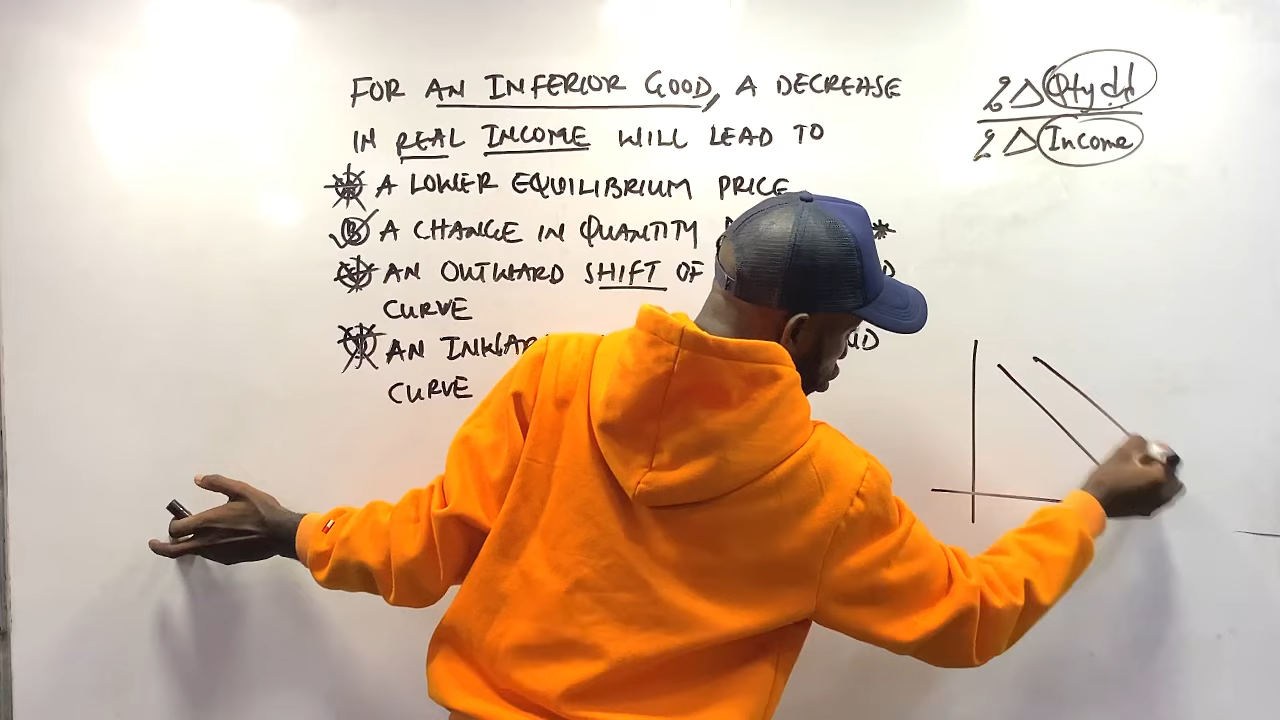 FOR AN INFERIOR GOOD, A DECREASE
IN REAL INCOME WILL LEAD TO
A LOWER EQUILIBRIUM PRICE
B A CHANGE IN QUANTITY *
AN OUTWARD SHIFT OF
CURVE
AN
CURVE
% Δ Qty dd
% Δ Income